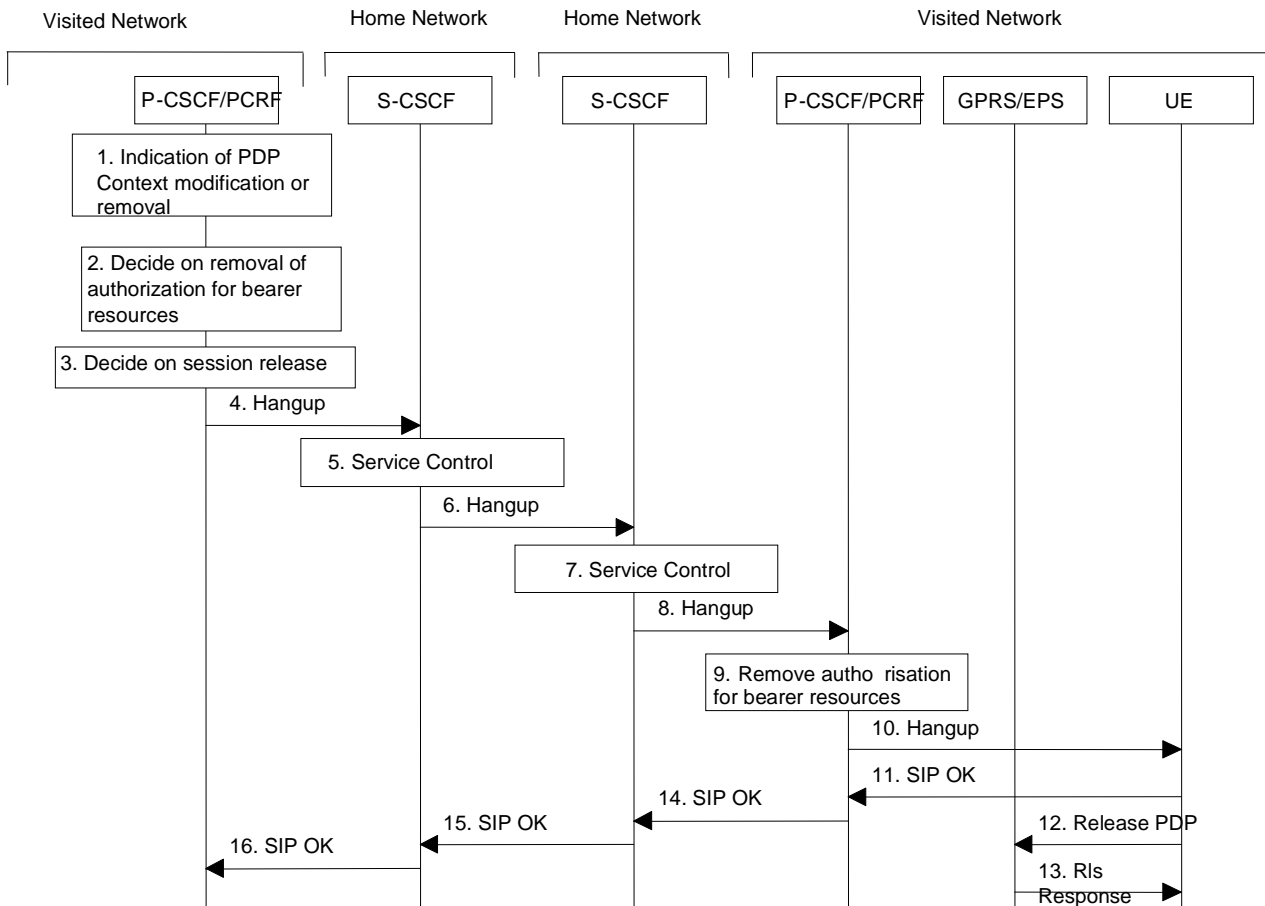 Visited Network
Home Network
Home Network
Visited Network
P-CSCF/PCRF
S-CSCF
S-CSCF
P-CSCF/PCRF
GPRS/EPS
UE
1. Indication of PDP
Context modification or
removal
2. Decide on removal of
authorization for bearer
resources
3. Decide on session release
4. Hangup
5. Service Control
6. Hangup
7. Service Control
8. Hangup
9. Remove autho risation
for bearer resources
10. Hangup
11. SIP OK
14. SIP OK
12. Release PDP
15. SIP OK
16. SIP OK
13. Rls
Response